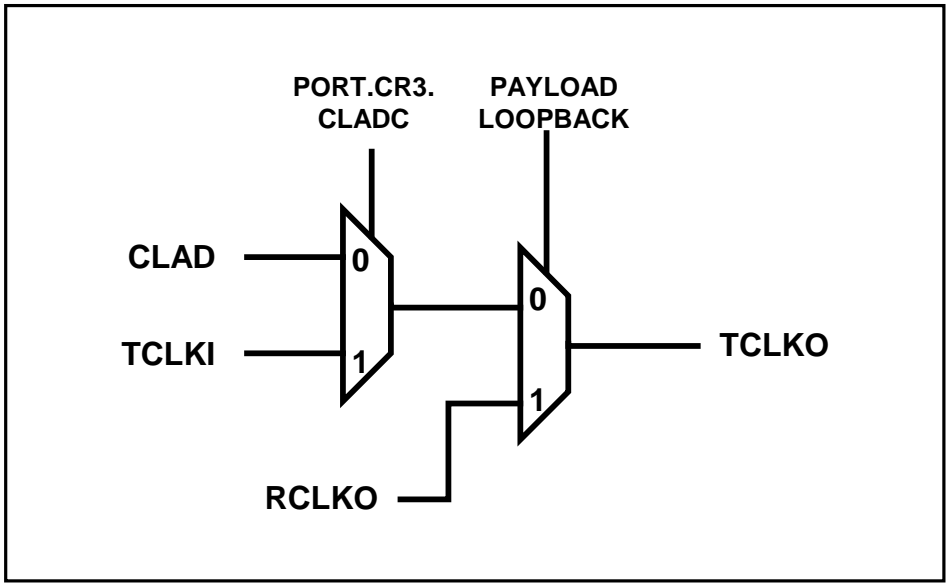 PORT.CR3.
CLADC
PAYLOAD
LOOPBACK
CLAD
0
TCLKI
1
0
1
TCLKO
RCLKO